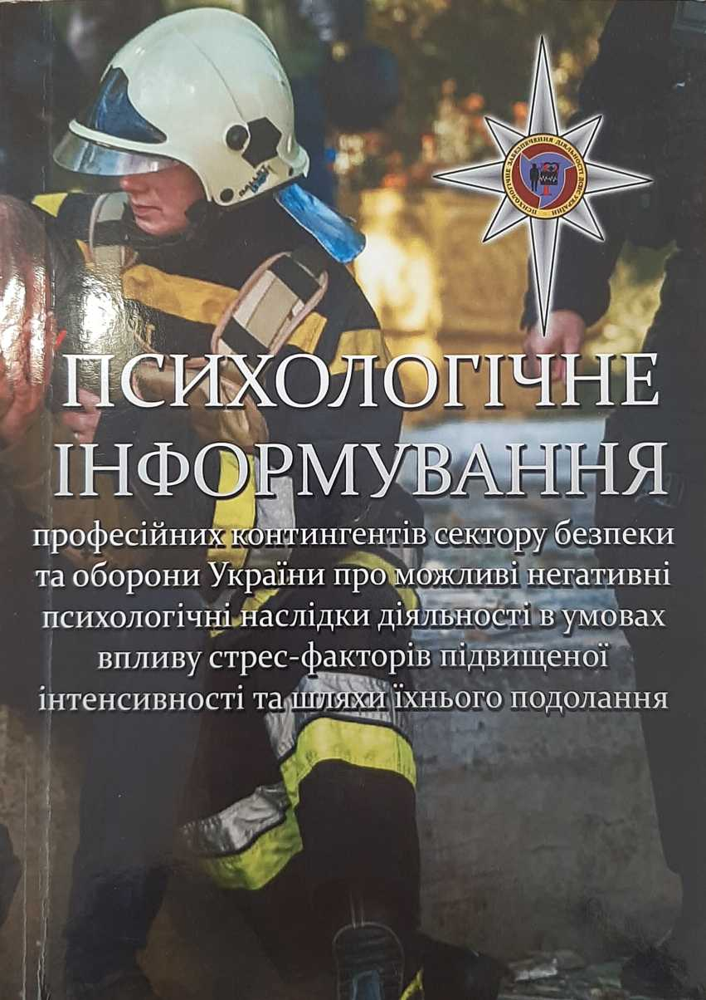 ПСИХОЛОГІЧНЕ ЗАБЕЗПЕЧЕННЯ ДІЯЛЬНОСТІ ДСНС УКРАЇНИ
ПСИХОЛОГІЧНЕ
ІНФОРМУВАННЯ
професійних контингентів сектору безпеки
та оборони України про можливі негативні
психологічні наслідки діяльності в умовах
впливу стрес-факторів підвищеної
інтенсивності та шляхи їхнього подолання